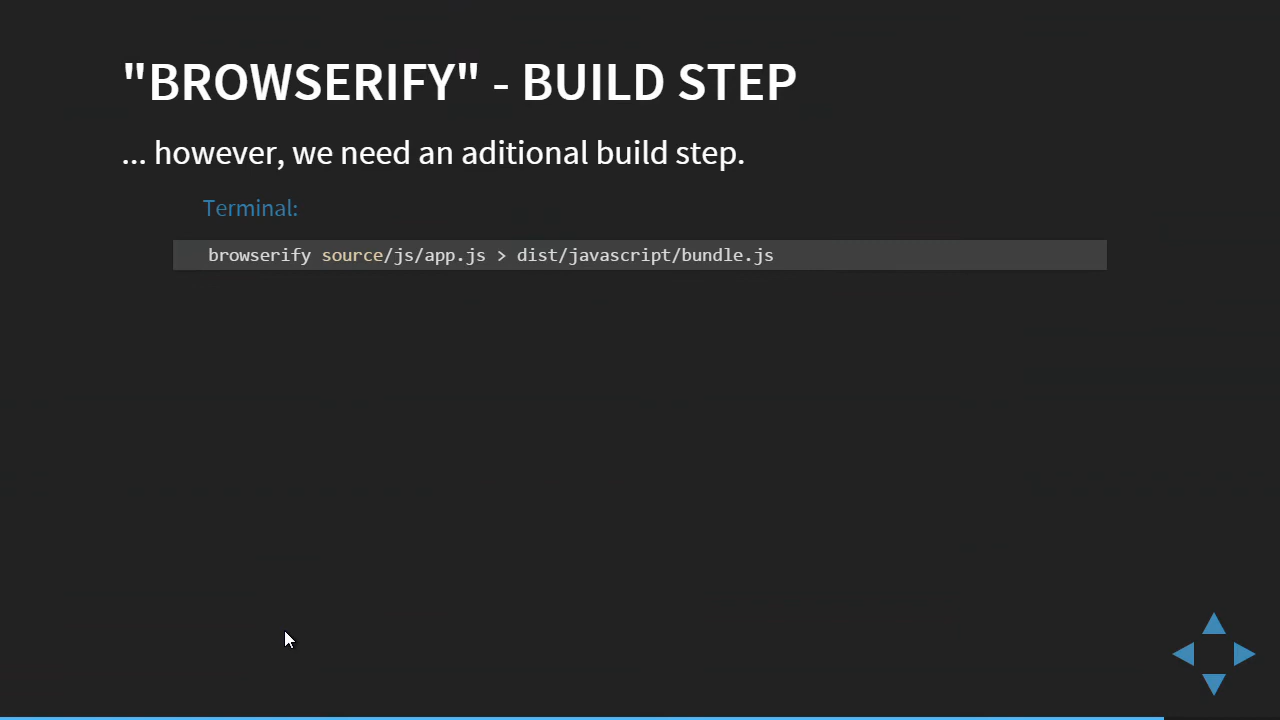 "BROWSERIFY" - BUILD STEP
... however, we need an aditional build step.
Terminal:
browserify source/js/app.js > dist/javascript/bundle.js